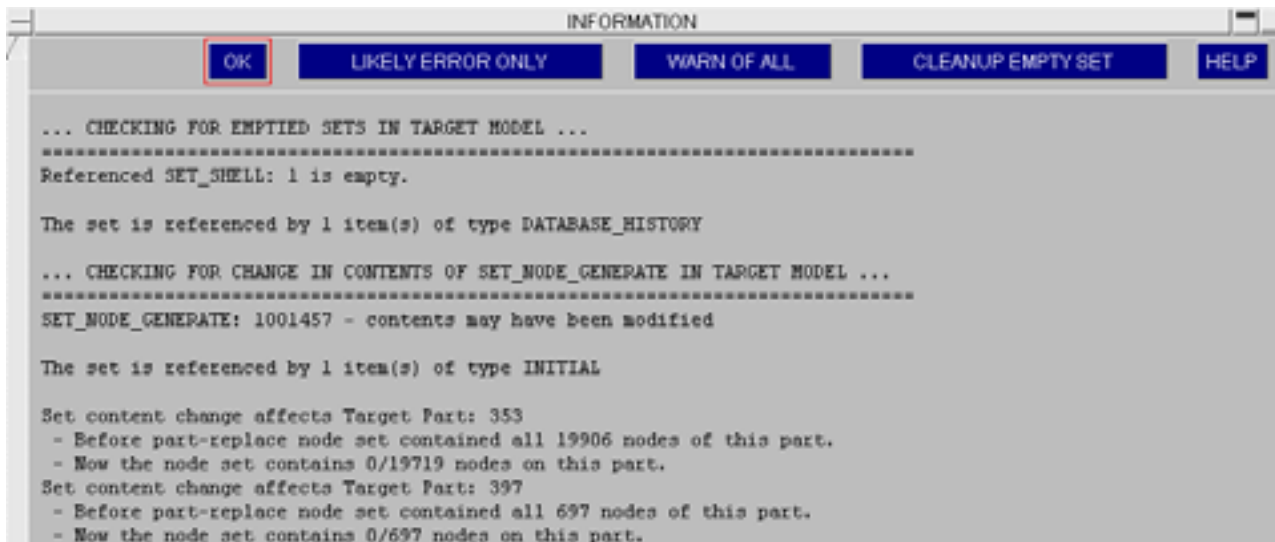 INFORMATION
OK LIKELY ERROR ONLY WARN OF ALL CLEANUP EMPTY SET HELP
... CHECKING FOR EMPTIED SETS IN TARGET MODEL ...
================================================================================
Referenced SET_SHELL: 1 is empty.
The set is referenced by 1 item(s) of type DATABASE_HISTORY
... CHECKING FOR CHANGE IN CONTENTS OF SET_NODE_GENERATE IN TARGET MODEL ...
================================================================================
SET_NODE_GENERATE: 1001457 - contents may have been modified
The set is referenced by 1 item(s) of type INITIAL
Set content change affects Target Part: 353
- Before part-replace node set contained all 19906 nodes of this part.
- Now the node set contains 0/19719 nodes on this part.
Set content change affects Target Part: 397
- Before part-replace node set contained all 697 nodes of this part.
- Now the node set contains 0/697 nodes on this part.